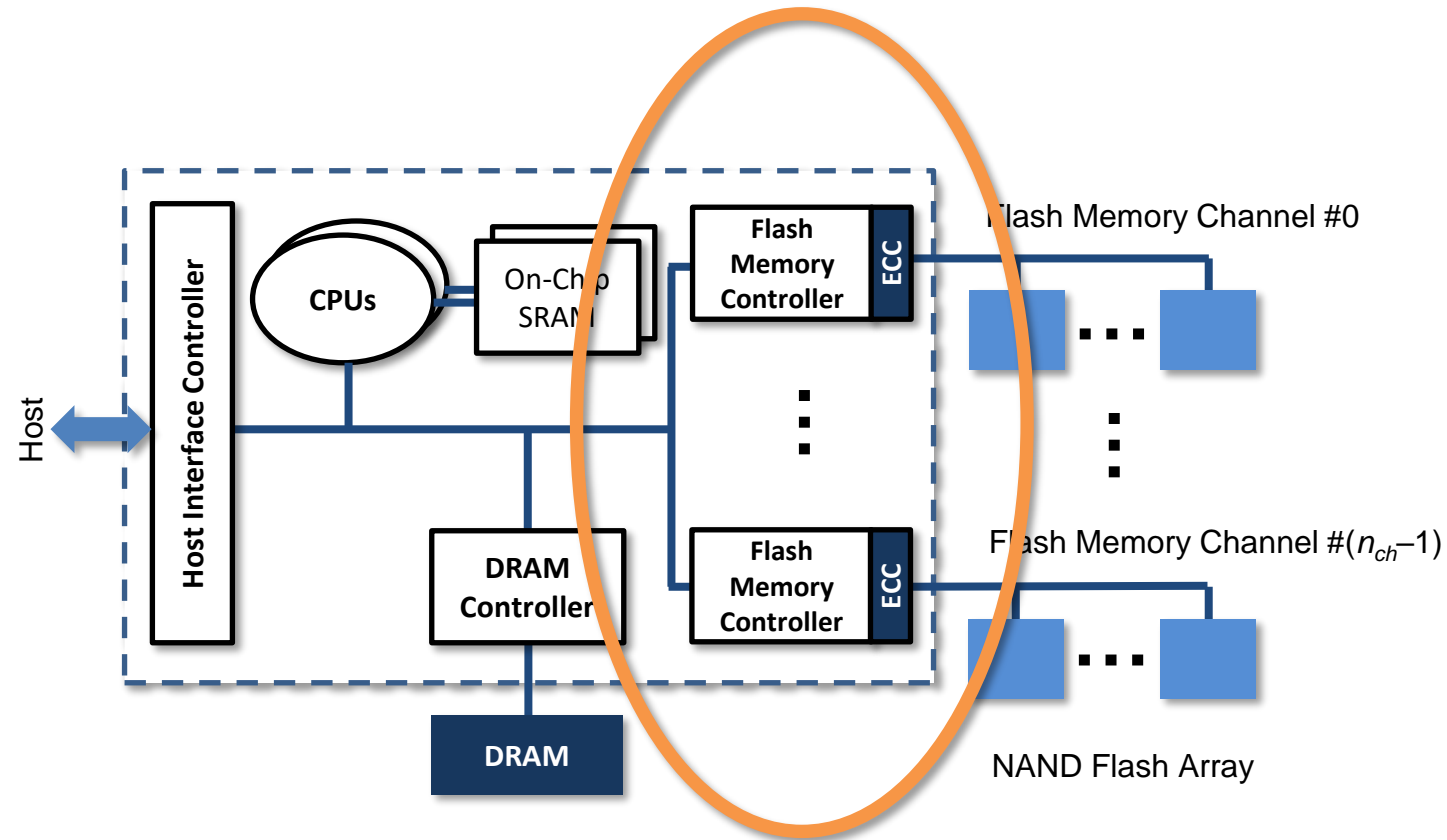 Host
Host Interface Controller
CPUs
On-Chip
SRAM
DRAM
Controller
DRAM
Flash
Memory
Controller
ECC
Flash
Memory
Controller
ECC
Flash Memory Channel #0
Flash Memory Channel #(nch–1)
NAND Flash Array